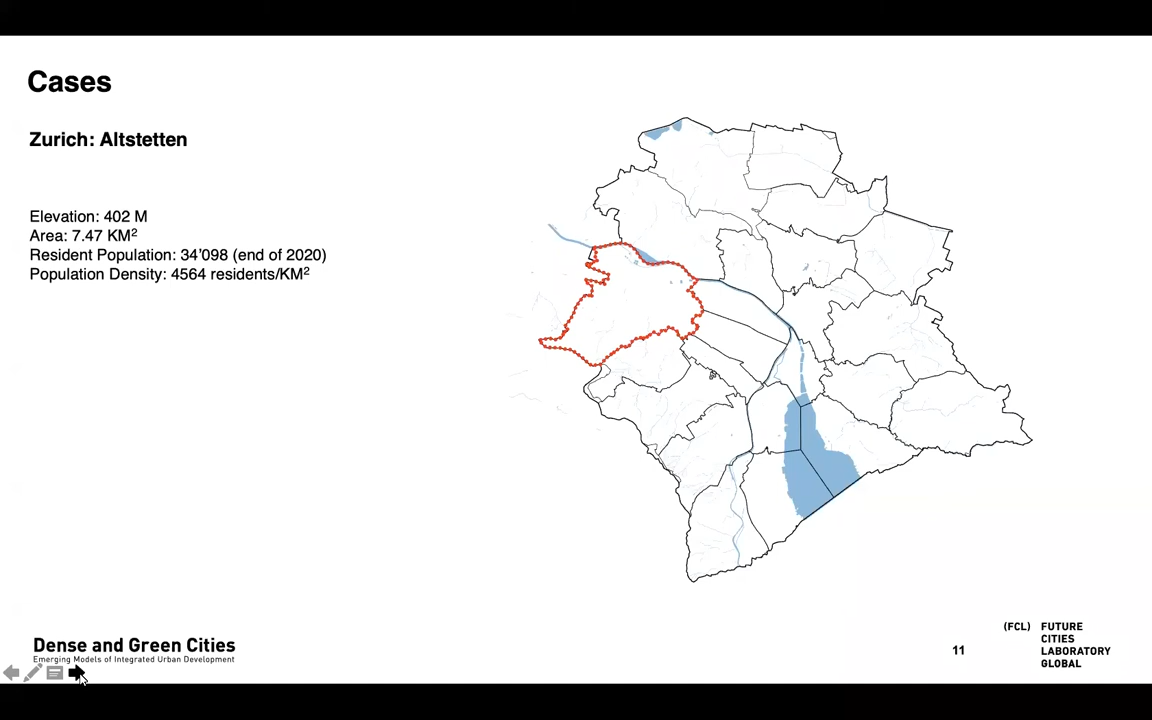 Cases
Zurich: Altstetten
Elevation: 402 M
Area: 7.47 KM²
Resident Population: 34’098 (end of 2020)
Population Density: 4564 residents/KM²
Dense and Green Cities
Emerging Models of Integrated Urban Development
11
(FCL) FUTURE
CITIES
LABORATORY
GLOBAL